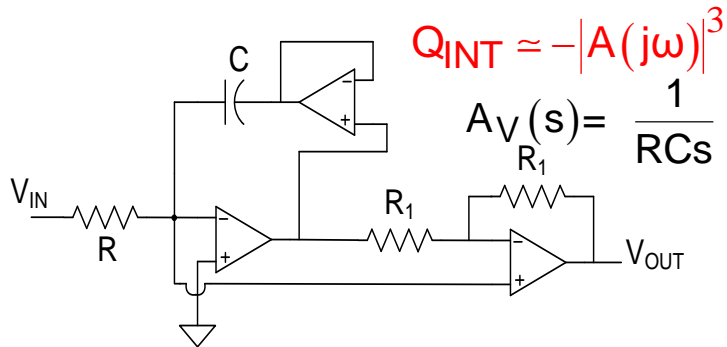 Q_INT ≃ −|A(jω)|³
C
A_V(s)= 1/RCs
−
+
R₁
V_IN
R
−
+
R₁
−
+
V_OUT